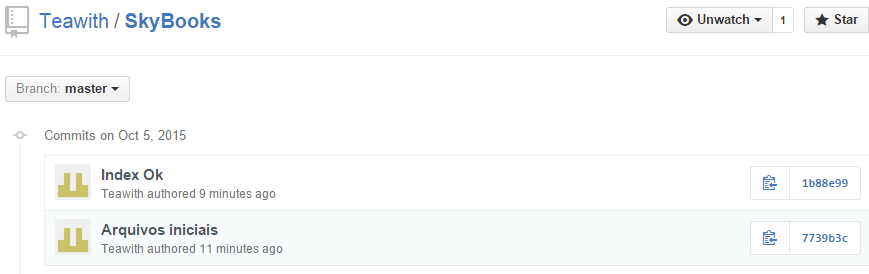 Teawith / SkyBooks
Unwatch 1 Star
Branch: master
Commits on Oct 5, 2015
Index Ok
Teawith authored 9 minutes ago
1b88e99
Arquivos iniciais
Teawith authored 11 minutes ago
7739b3c